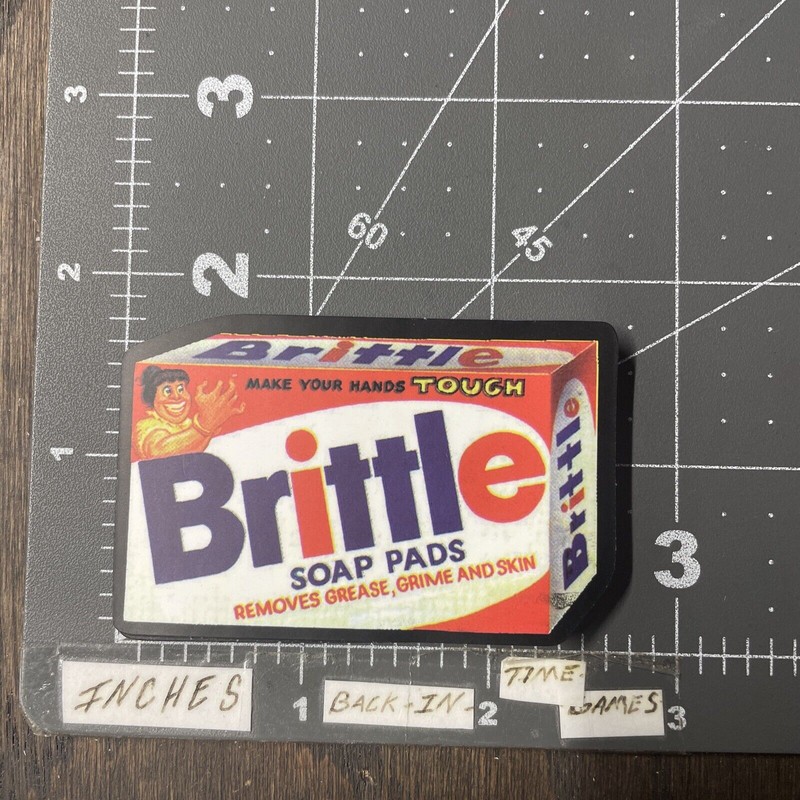 3 3
60
45
2 2
Brittle
MAKE YOUR HANDS TOUGH
Brittle
Brittle
SOAP PADS
REMOVES GREASE, GRIME AND SKIN
1
3
INCHES
1
BACK-IN-
2
TIME-
GAMES
3